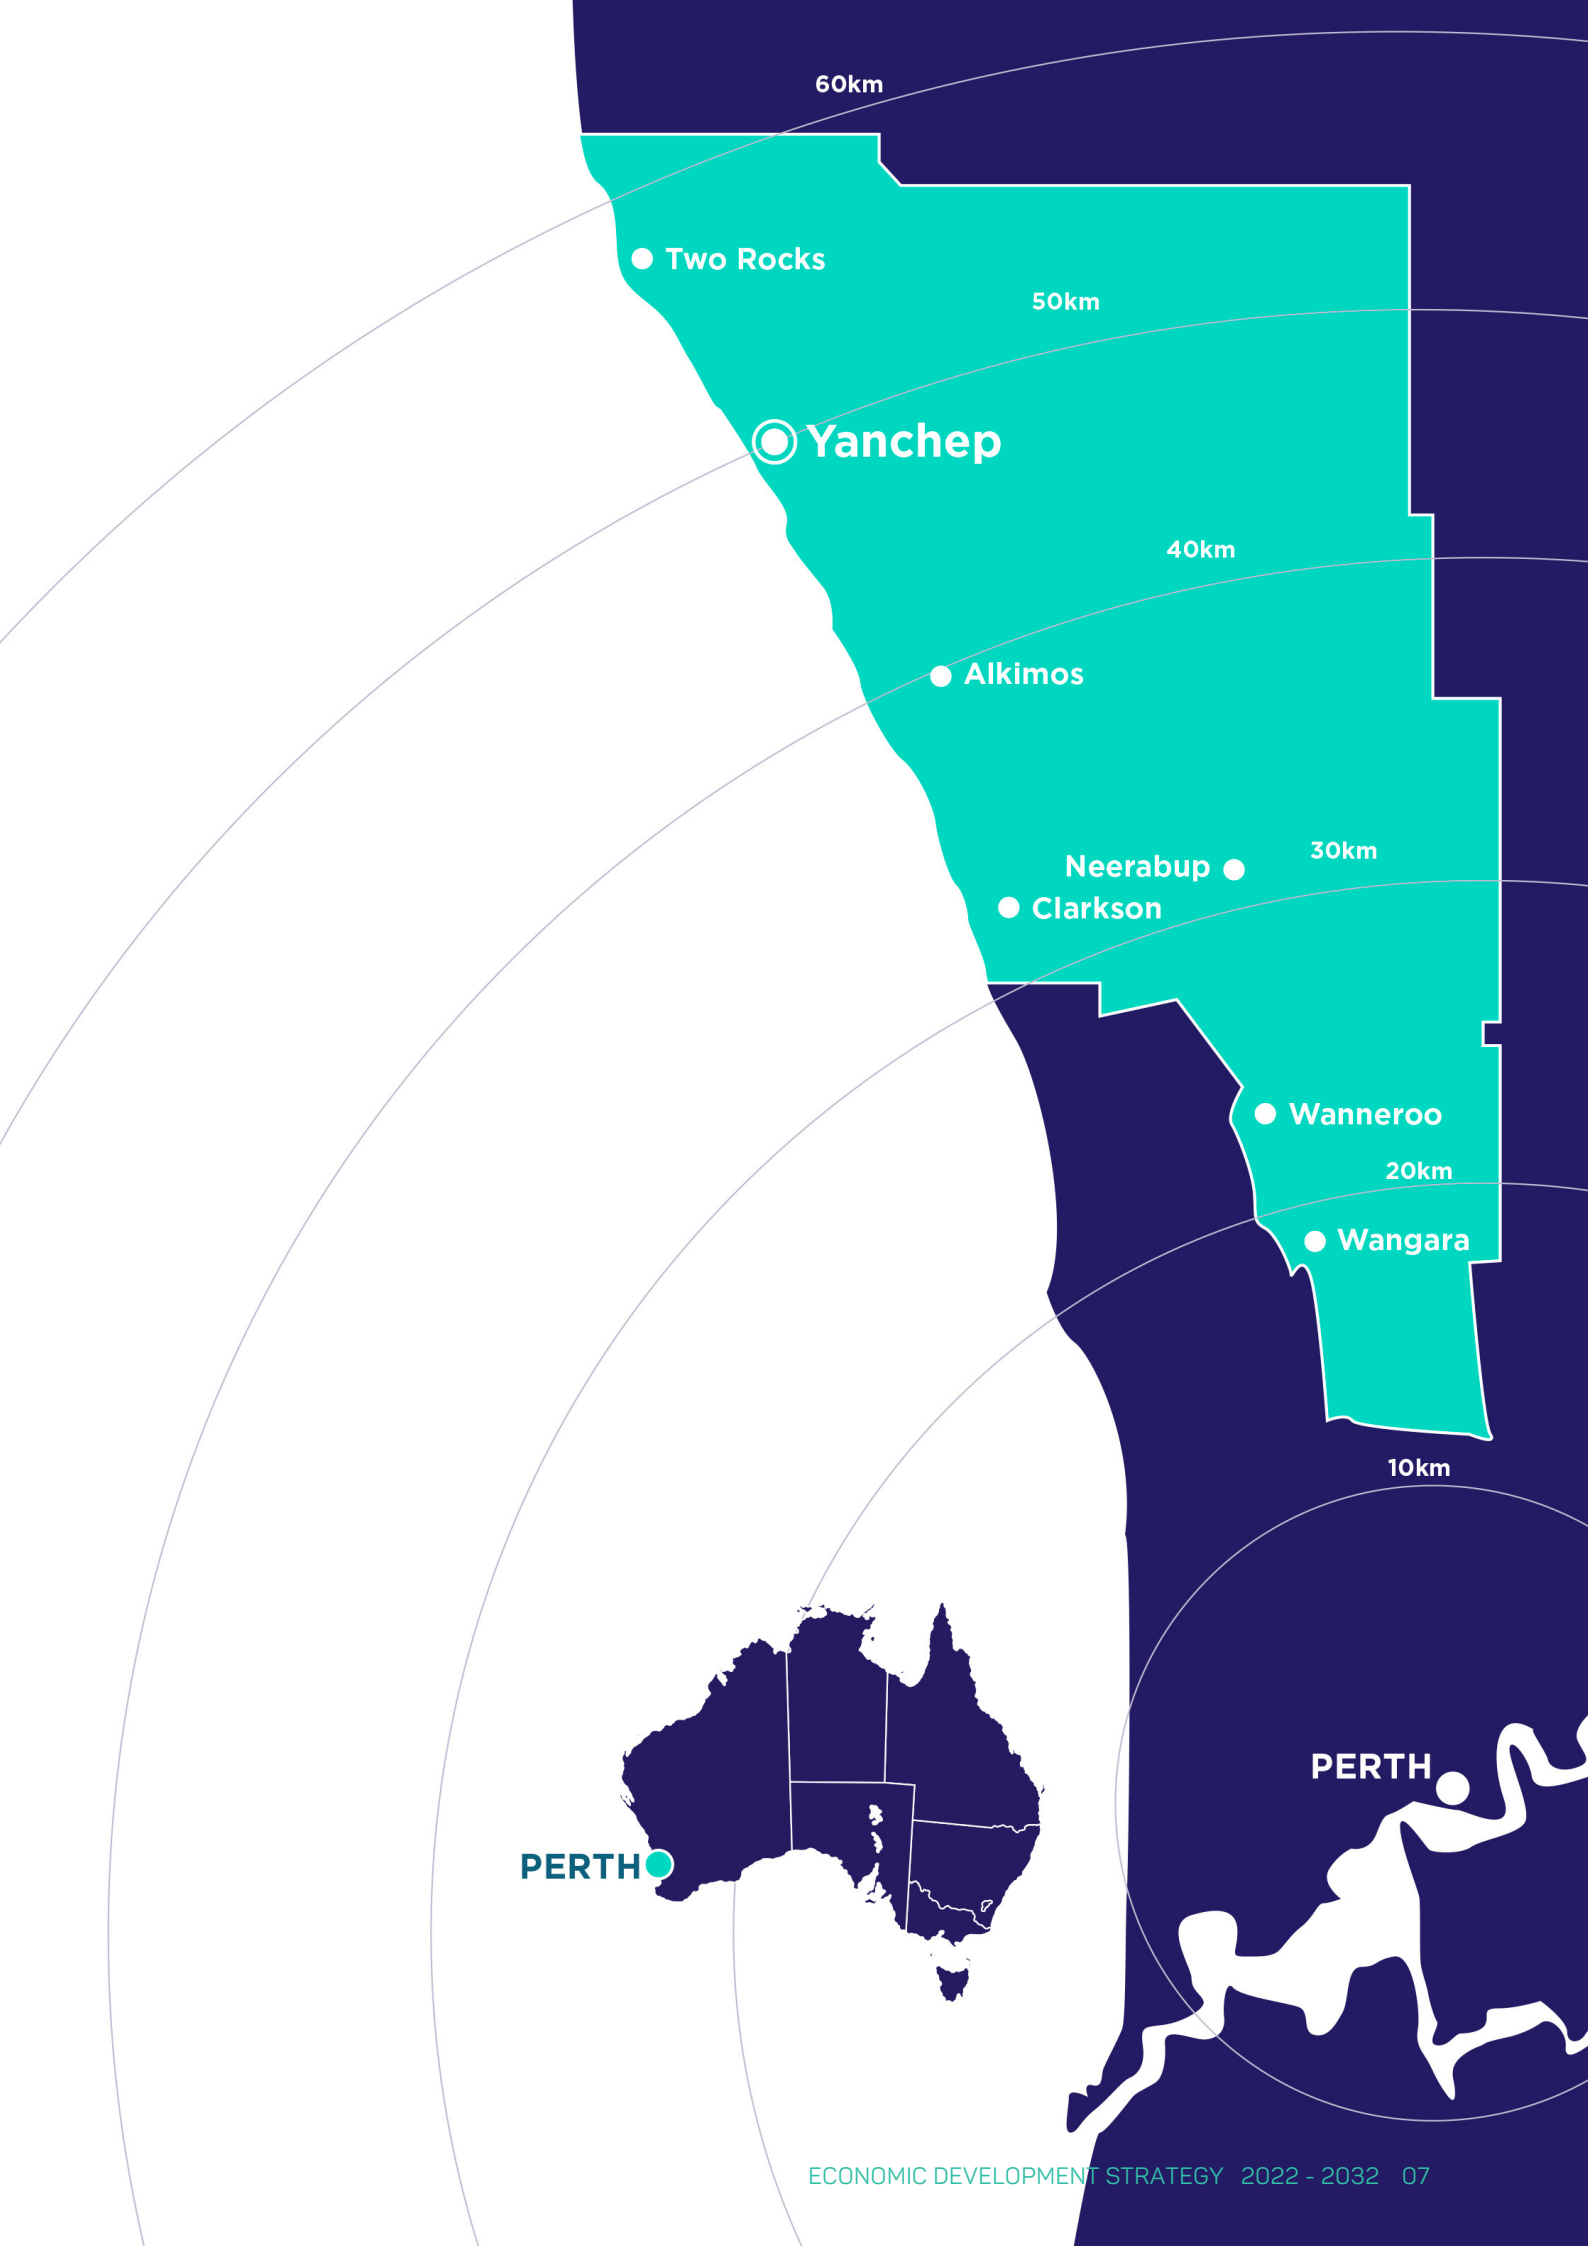 60km
Two Rocks
50km
Yanchep
40km
Alkimos
30km
Neerabup
Clarkson
Wanneroo
20km
Wangara
10km
PERTH
PERTH
ECONOMIC DEVELOPMENT STRATEGY 2022 - 2032 07